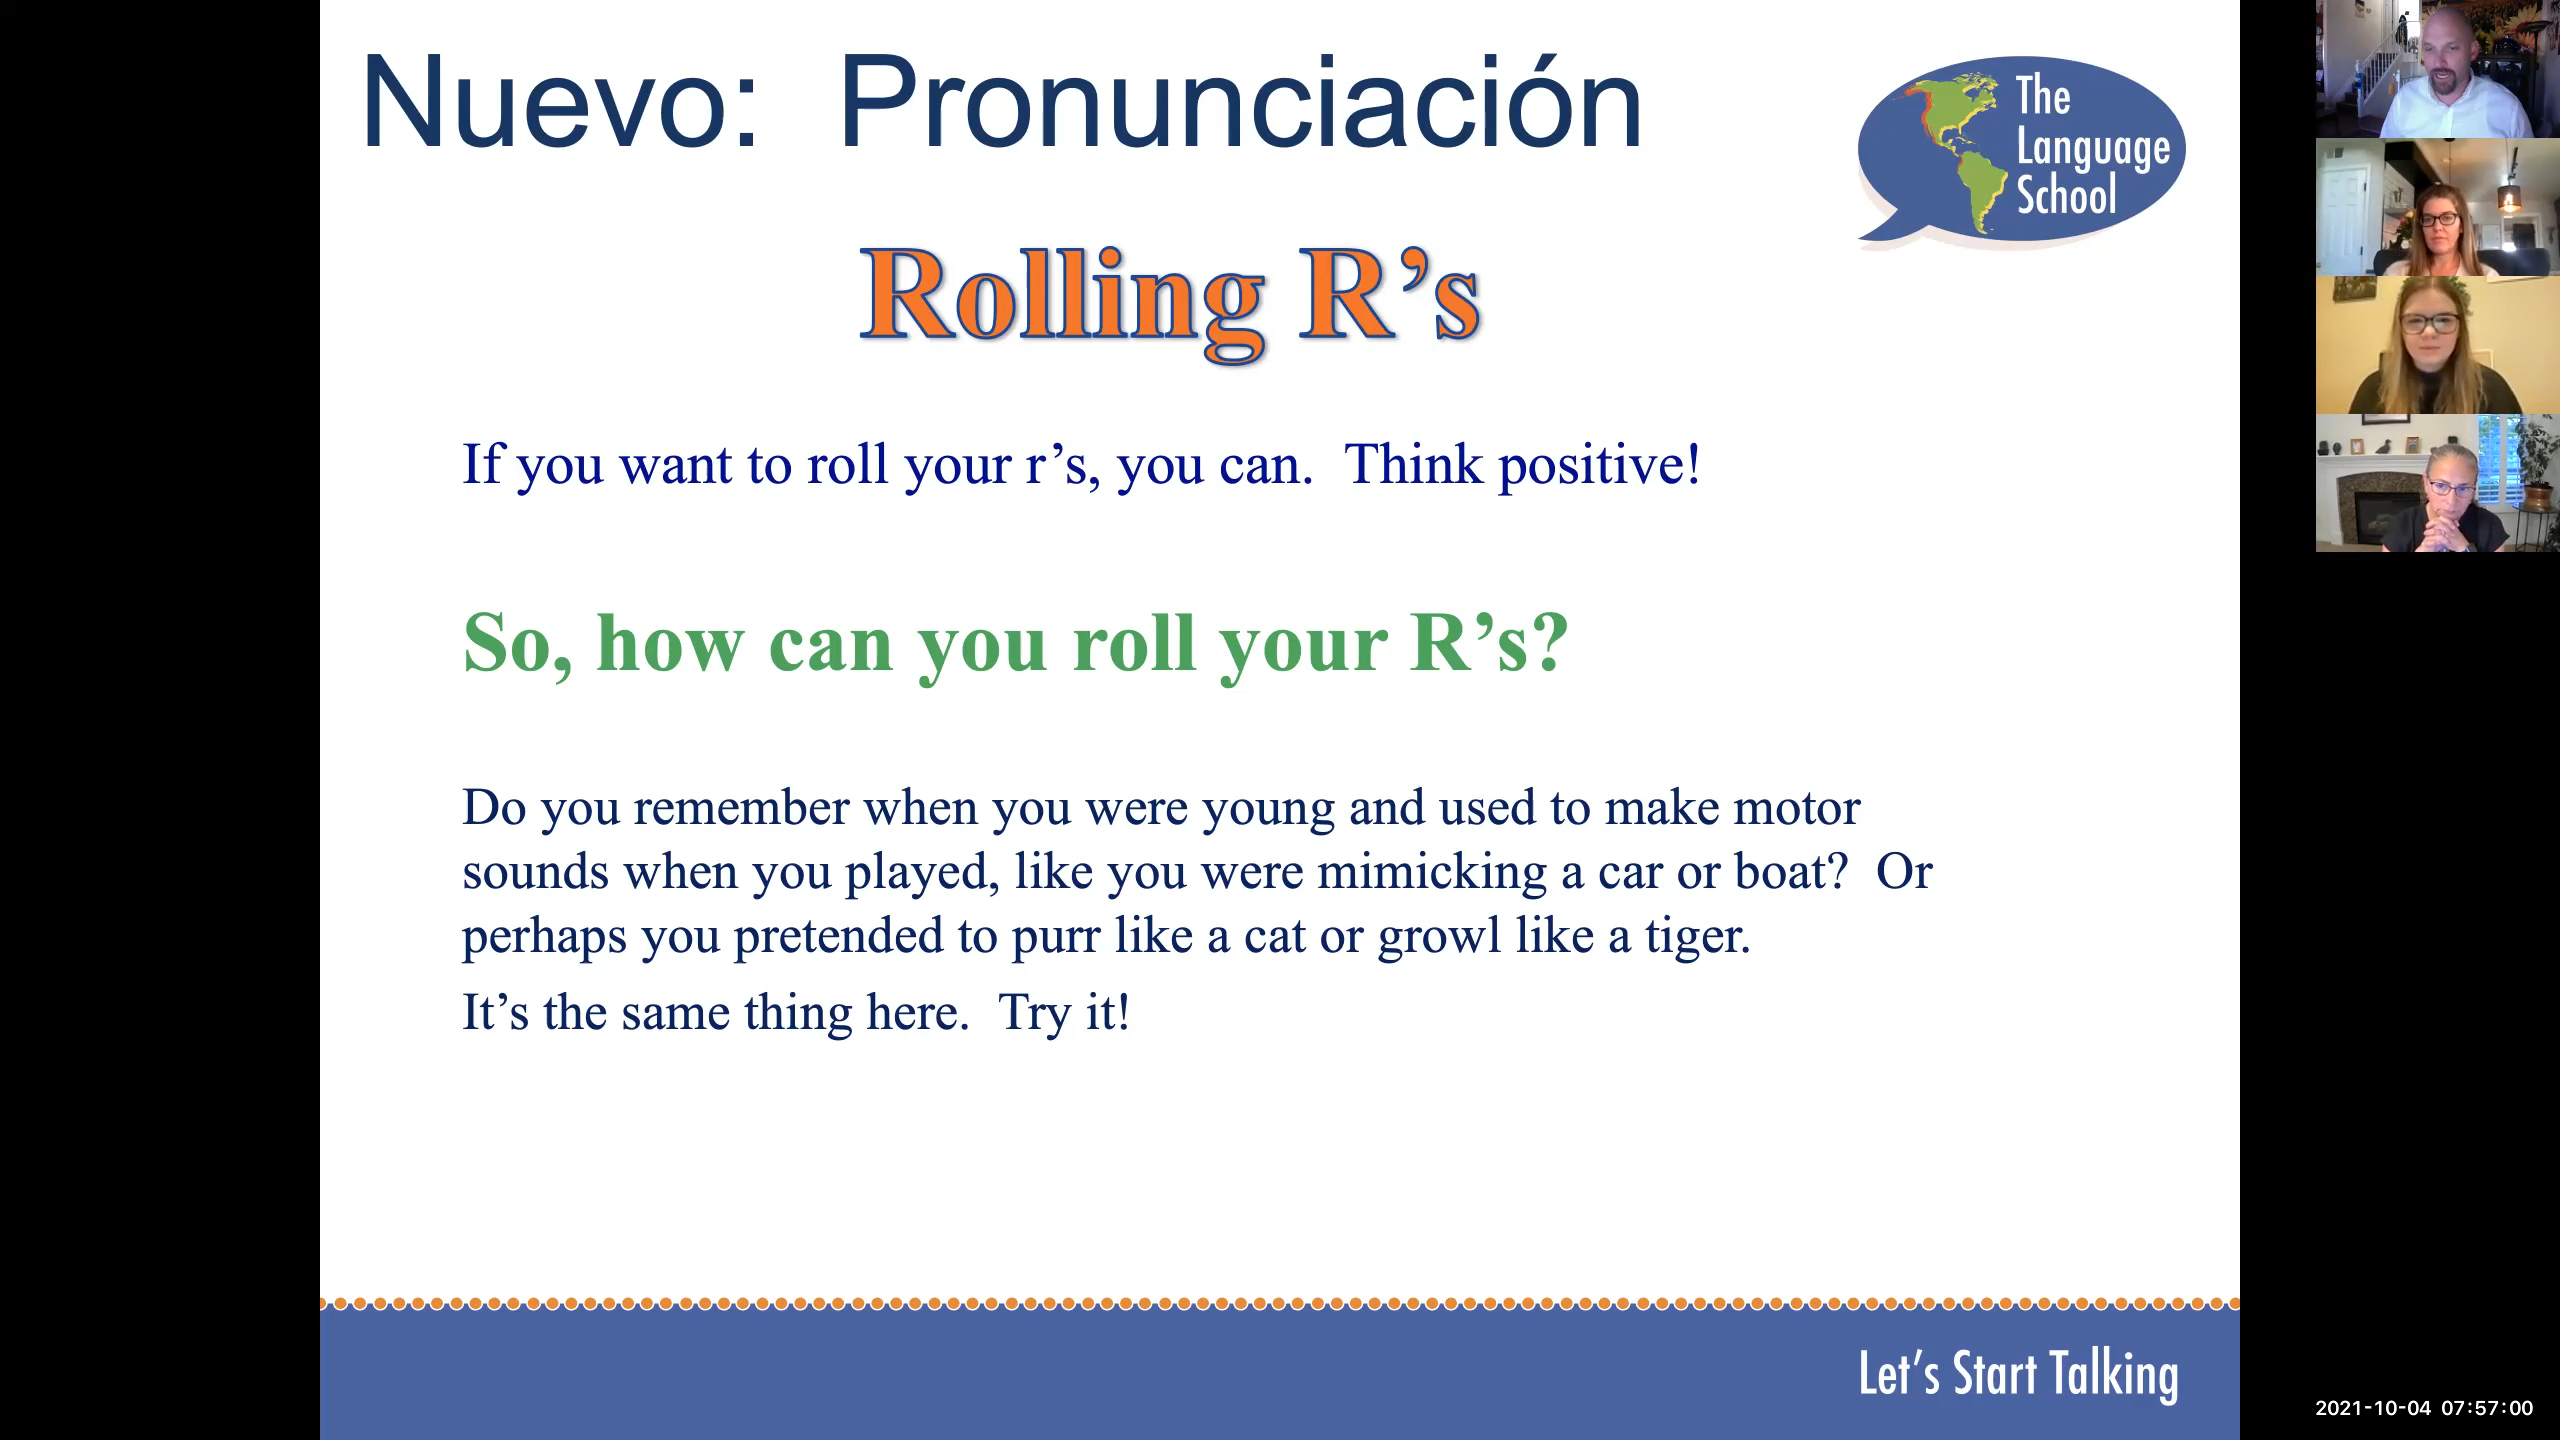 Nuevo:  Pronunciación
The
Language
School
Rolling R’s
If you want to roll your r’s, you can.  Think positive!
So, how can you roll your R’s?
Do you remember when you were young and used to make motor
sounds when you played, like you were mimicking a car or boat?  Or
perhaps you pretended to purr like a cat or growl like a tiger.
It’s the same thing here.  Try it!
Let’s Start Talking
2021-10-04 07:57:00